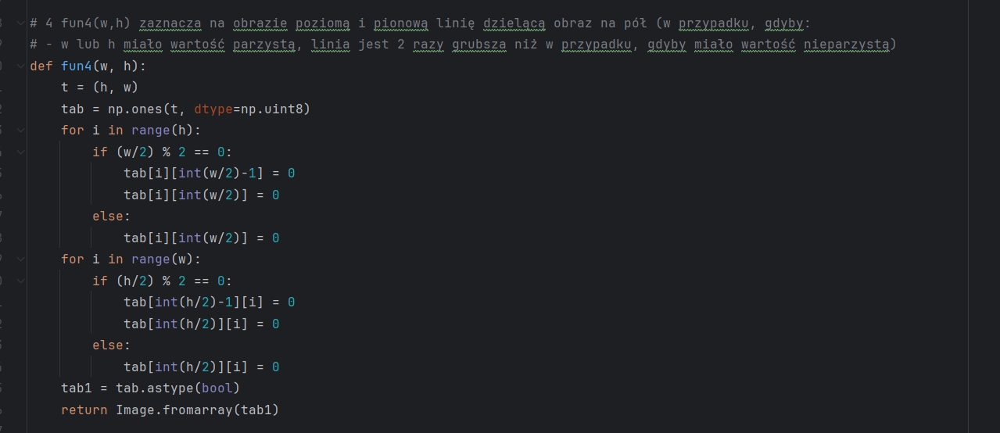 # 4 fun4(w,h) zaznacza na obrazie poziomą i pionową linię dzielącą obraz na pół (w przypadku, gdyby:
# - w lub h miało wartość parzystą, linia jest 2 razy grubsza niż w przypadku, gdyby miało wartość nieparzystą)
def fun4(w, h):
    t = (h, w)
    tab = np.ones(t, dtype=np.uint8)
    for i in range(h):
        if (w/2) % 2 == 0:
            tab[i][int(w/2)-1] = 0
            tab[i][int(w/2)] = 0
        else:
            tab[i][int(w/2)] = 0
    for i in range(w):
        if (h/2) % 2 == 0:
            tab[int(h/2)-1][i] = 0
            tab[int(h/2)][i] = 0
        else:
            tab[int(h/2)][i] = 0
    tab1 = tab.astype(bool)
    return Image.fromarray(tab1)